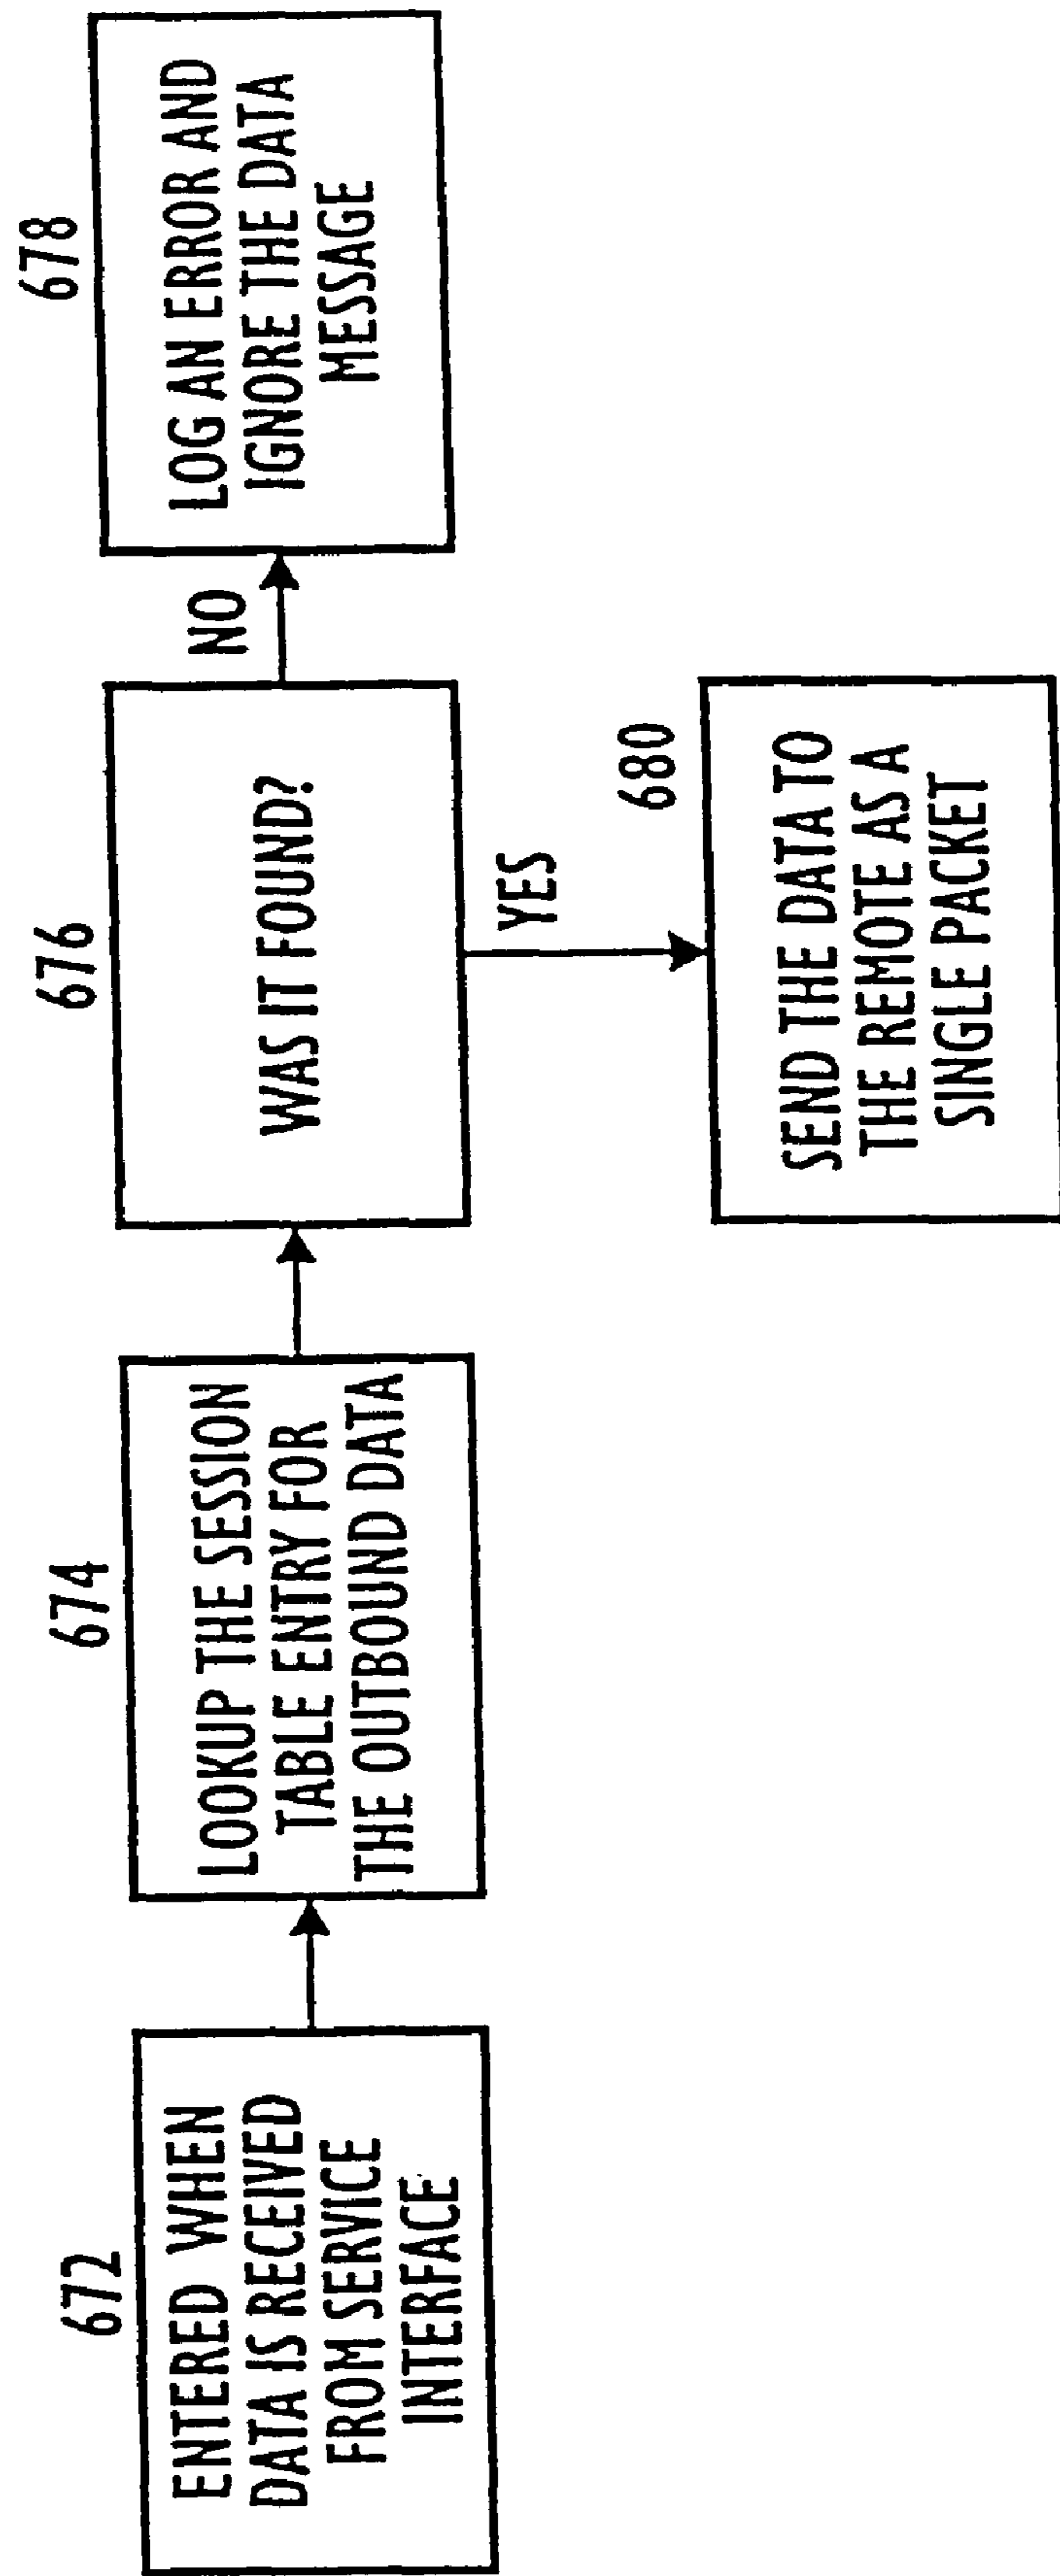 672
ENTERED WHEN
DATA IS RECEIVED
FROM SERVICE
INTERFACE
674
LOOKUP THE SESSION
TABLE ENTRY FOR
THE OUTBOUND DATA
676
WAS IT FOUND?
NO
678
LOG AN ERROR AND
IGNORE THE DATA
MESSAGE
YES
680
SEND THE DATA TO
THE REMOTE AS A
SINGLE PACKET